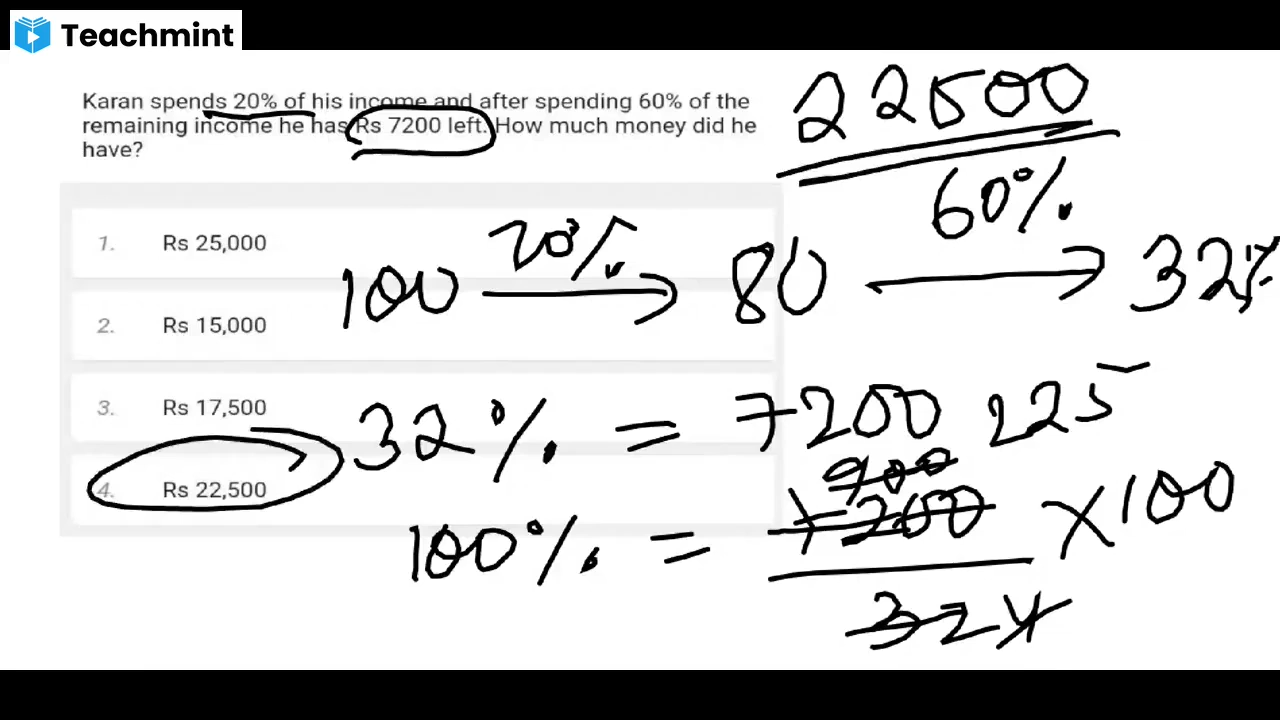 Teachmint
Karan spends 20% of his income and after spending 60% of the
remaining income he has Rs 7200 left. How much money did he
have?
22500
1. Rs 25,000
2. Rs 15,000
3. Rs 17,500
4. Rs 22,500
100 20% 80 60% 32%
32% = 7200
225
900
100% = 7200 × 100
32 4